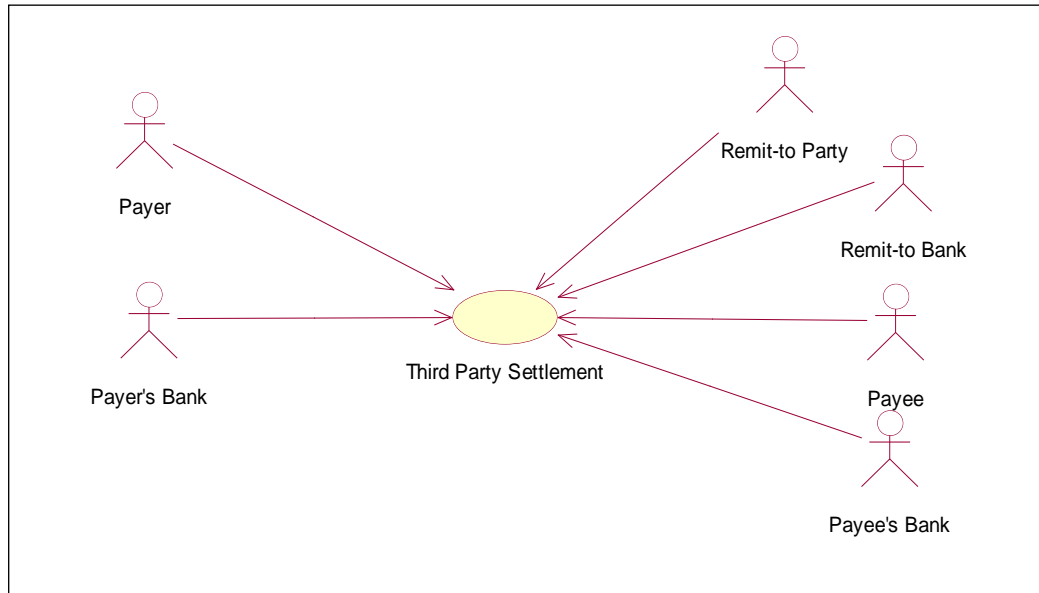 Remit-to Party
Payer
Remit-to Bank
Third Party Settlement
Payer's Bank
Payee
Payee's Bank